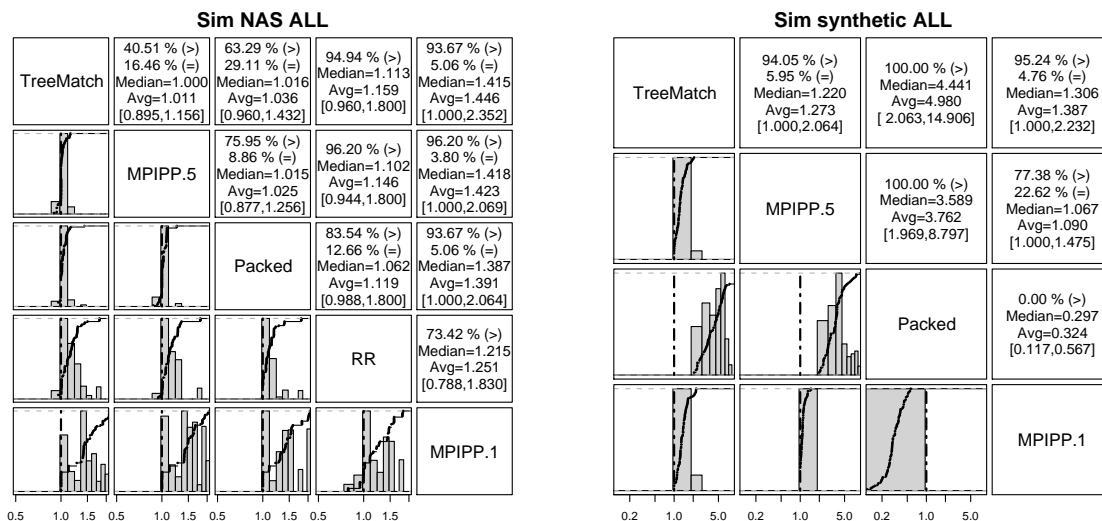 Sim NAS ALL
TreeMatch
40.51 % (>)
16.46 % (=)
Median=1.000
Avg=1.011
[0.895,1.156]
63.29 % (>)
29.11 % (=)
Median=1.016
Avg=1.036
[0.960,1.432]
94.94 % (>)
Median=1.113
Avg=1.159
[0.960,1.800]
93.67 % (>)
5.06 % (=)
Median=1.415
Avg=1.446
[1.000,2.352]
MPIPP.5
75.95 % (>)
8.86 % (=)
Median=1.015
Avg=1.025
[0.877,1.256]
96.20 % (>)
Median=1.102
Avg=1.146
[0.944,1.800]
96.20 % (>)
3.80 % (=)
Median=1.418
Avg=1.423
[1.000,2.069]
Packed
83.54 % (>)
12.66 % (=)
Median=1.062
Avg=1.119
[0.988,1.800]
93.67 % (>)
5.06 % (=)
Median=1.387
Avg=1.391
[1.000,2.064]
RR
73.42 % (>)
Median=1.215
Avg=1.251
[0.788,1.830]
MPIPP.1
0.5 1.0 1.5 0.5 1.0 1.5 0.5 1.0 1.5 0.5 1.0 1.5
Sim synthetic ALL
TreeMatch
94.05 % (>)
5.95 % (=)
Median=1.220
Avg=1.273
[1.000,2.064]
100.00 % (>)
Median=4.441
Avg=4.980
[ 2.063,14.906]
95.24 % (>)
4.76 % (=)
Median=1.306
Avg=1.387
[1.000,2.232]
MPIPP.5
100.00 % (>)
Median=3.589
Avg=3.762
[1.969,8.797]
77.38 % (>)
22.62 % (=)
Median=1.067
Avg=1.090
[1.000,1.475]
Packed
0.00 % (>)
Median=0.297
Avg=0.324
[0.117,0.567]
MPIPP.1
0.2 1.0 5.0 0.2 1.0 5.0 0.2 1.0 5.0